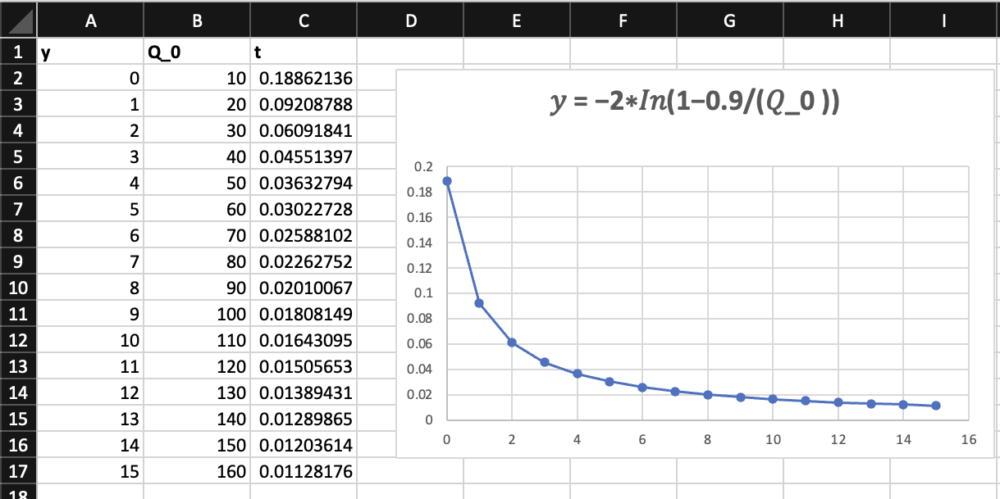 A B C D E F G H I
1 y Q_0 t
2 0 10 0.18862136
3 1 20 0.09208788
4 2 30 0.06091841
5 3 40 0.04551397
6 4 50 0.03632794
7 5 60 0.03022728
8 6 70 0.02588102
9 7 80 0.02262752
10 8 90 0.02010067
11 9 100 0.01808149
12 10 110 0.01643095
13 11 120 0.01505653
14 12 130 0.01389431
15 13 140 0.01289865
16 14 150 0.01203614
17 15 160 0.01128176
18
y = −2*In(1−0.9/(Q_0 ))
0.2
0.18
0.16
0.14
0.12
0.1
0.08
0.06
0.04
0.02
0
0 2 4 6 8 10 12 14 16